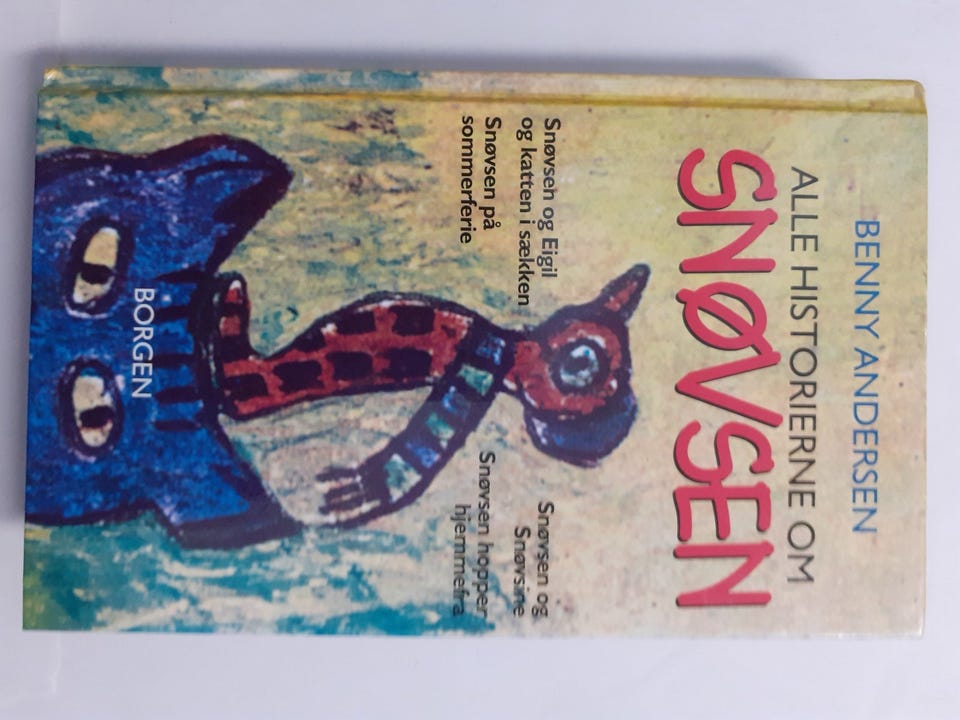 BENNY ANDERSEN
ALLE HISTORIERNE OM
SNØVSEN
Snøvsen og Eigil
og katten i sækken
Snøvsen på
sommerferie
Snøvsen og
Snøvsine
Snøvsen hopper
hjemmefra
BORGEN